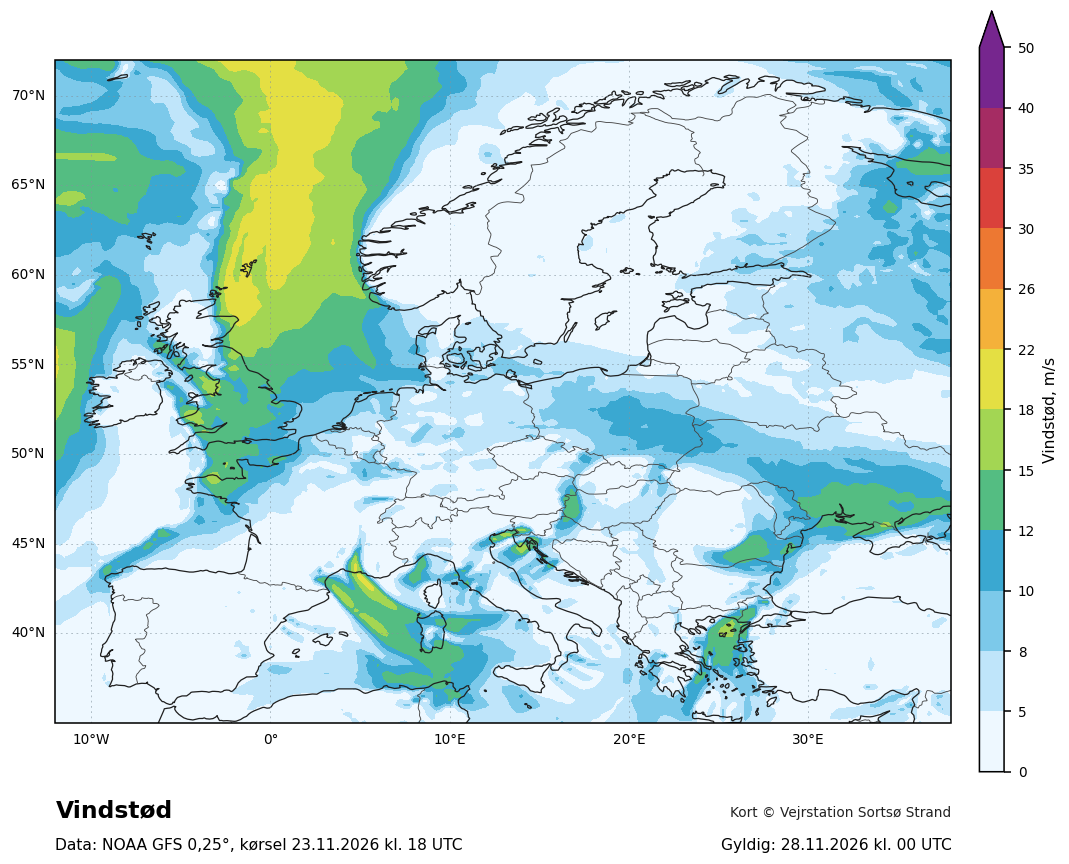 50
40
35
30
26
22
18
15
12
10
8
5
0
Vindstød, m/s
70°N
65°N
60°N
55°N
50°N
45°N
40°N
10°W
0°
10°E
20°E
30°E
Vindstød
Kort © Vejrstation Sortsø Strand
Data: NOAA GFS 0,25°, kørsel 23.11.2026 kl. 18 UTC
Gyldig: 28.11.2026 kl. 00 UTC